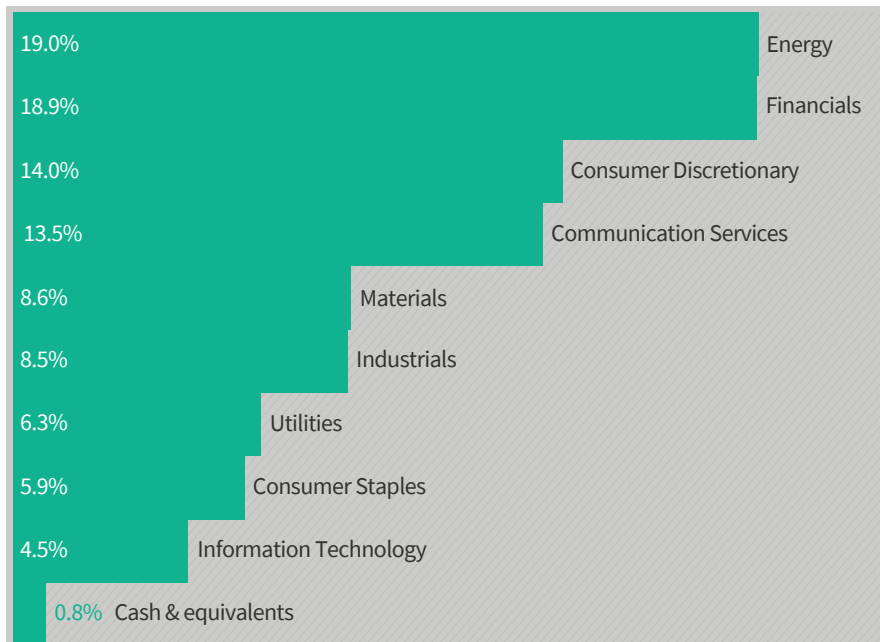 19.0% Energy
18.9% Financials
14.0% Consumer Discretionary
13.5% Communication Services
8.6% Materials
8.5% Industrials
6.3% Utilities
5.9% Consumer Staples
4.5% Information Technology
0.8% Cash & equivalents